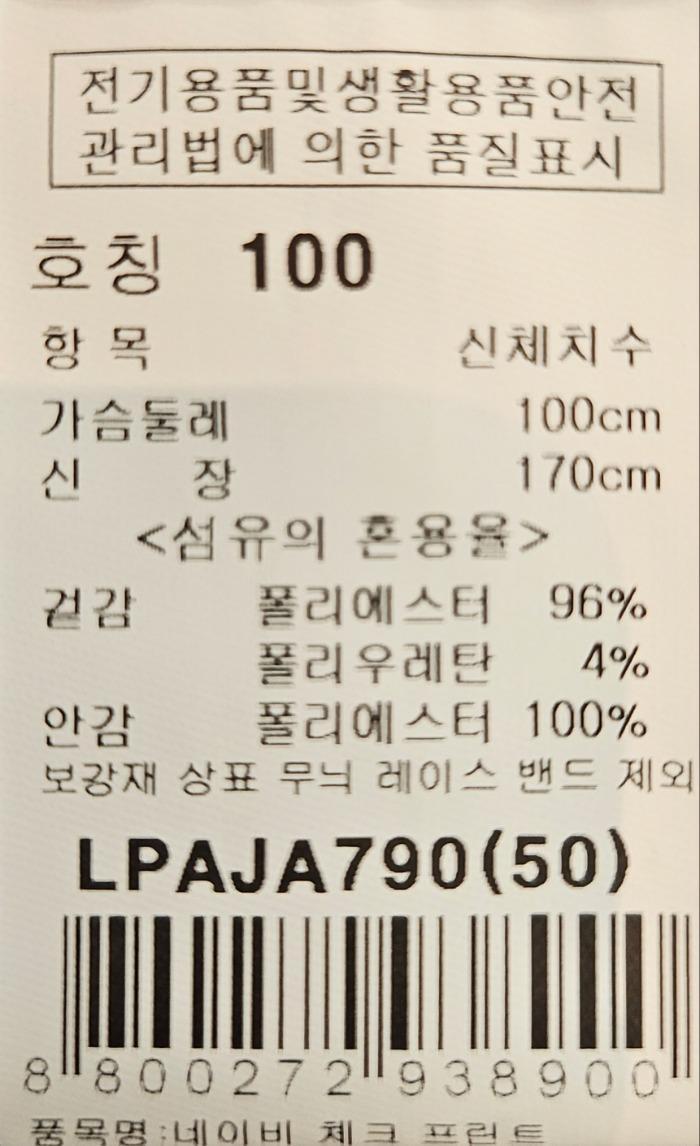 전기용품및생활용품안전
관리법에 의한 품질표시
호칭 100
항목 신체치수
가슴둘레 100cm
신 장 170cm
<섬유의 혼용율>
겉감 폴리에스터 96%
폴리우레탄 4%
안감 폴리에스터 100%
보강재 상표 무늬 레이스 밴드 제외
LPAJA790(50)
8 800272 938900
품목명:네이비 체크 프린트